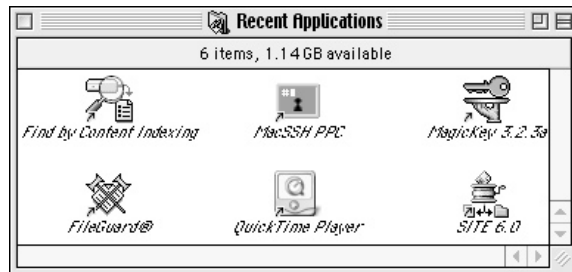 Recent Applications
6 items, 1.14 GB available
Find by Content Indexing
MacSSH PPC
MagicKey 3.2.3a
FileGuard®
QuickTime Player
SITE 6.0